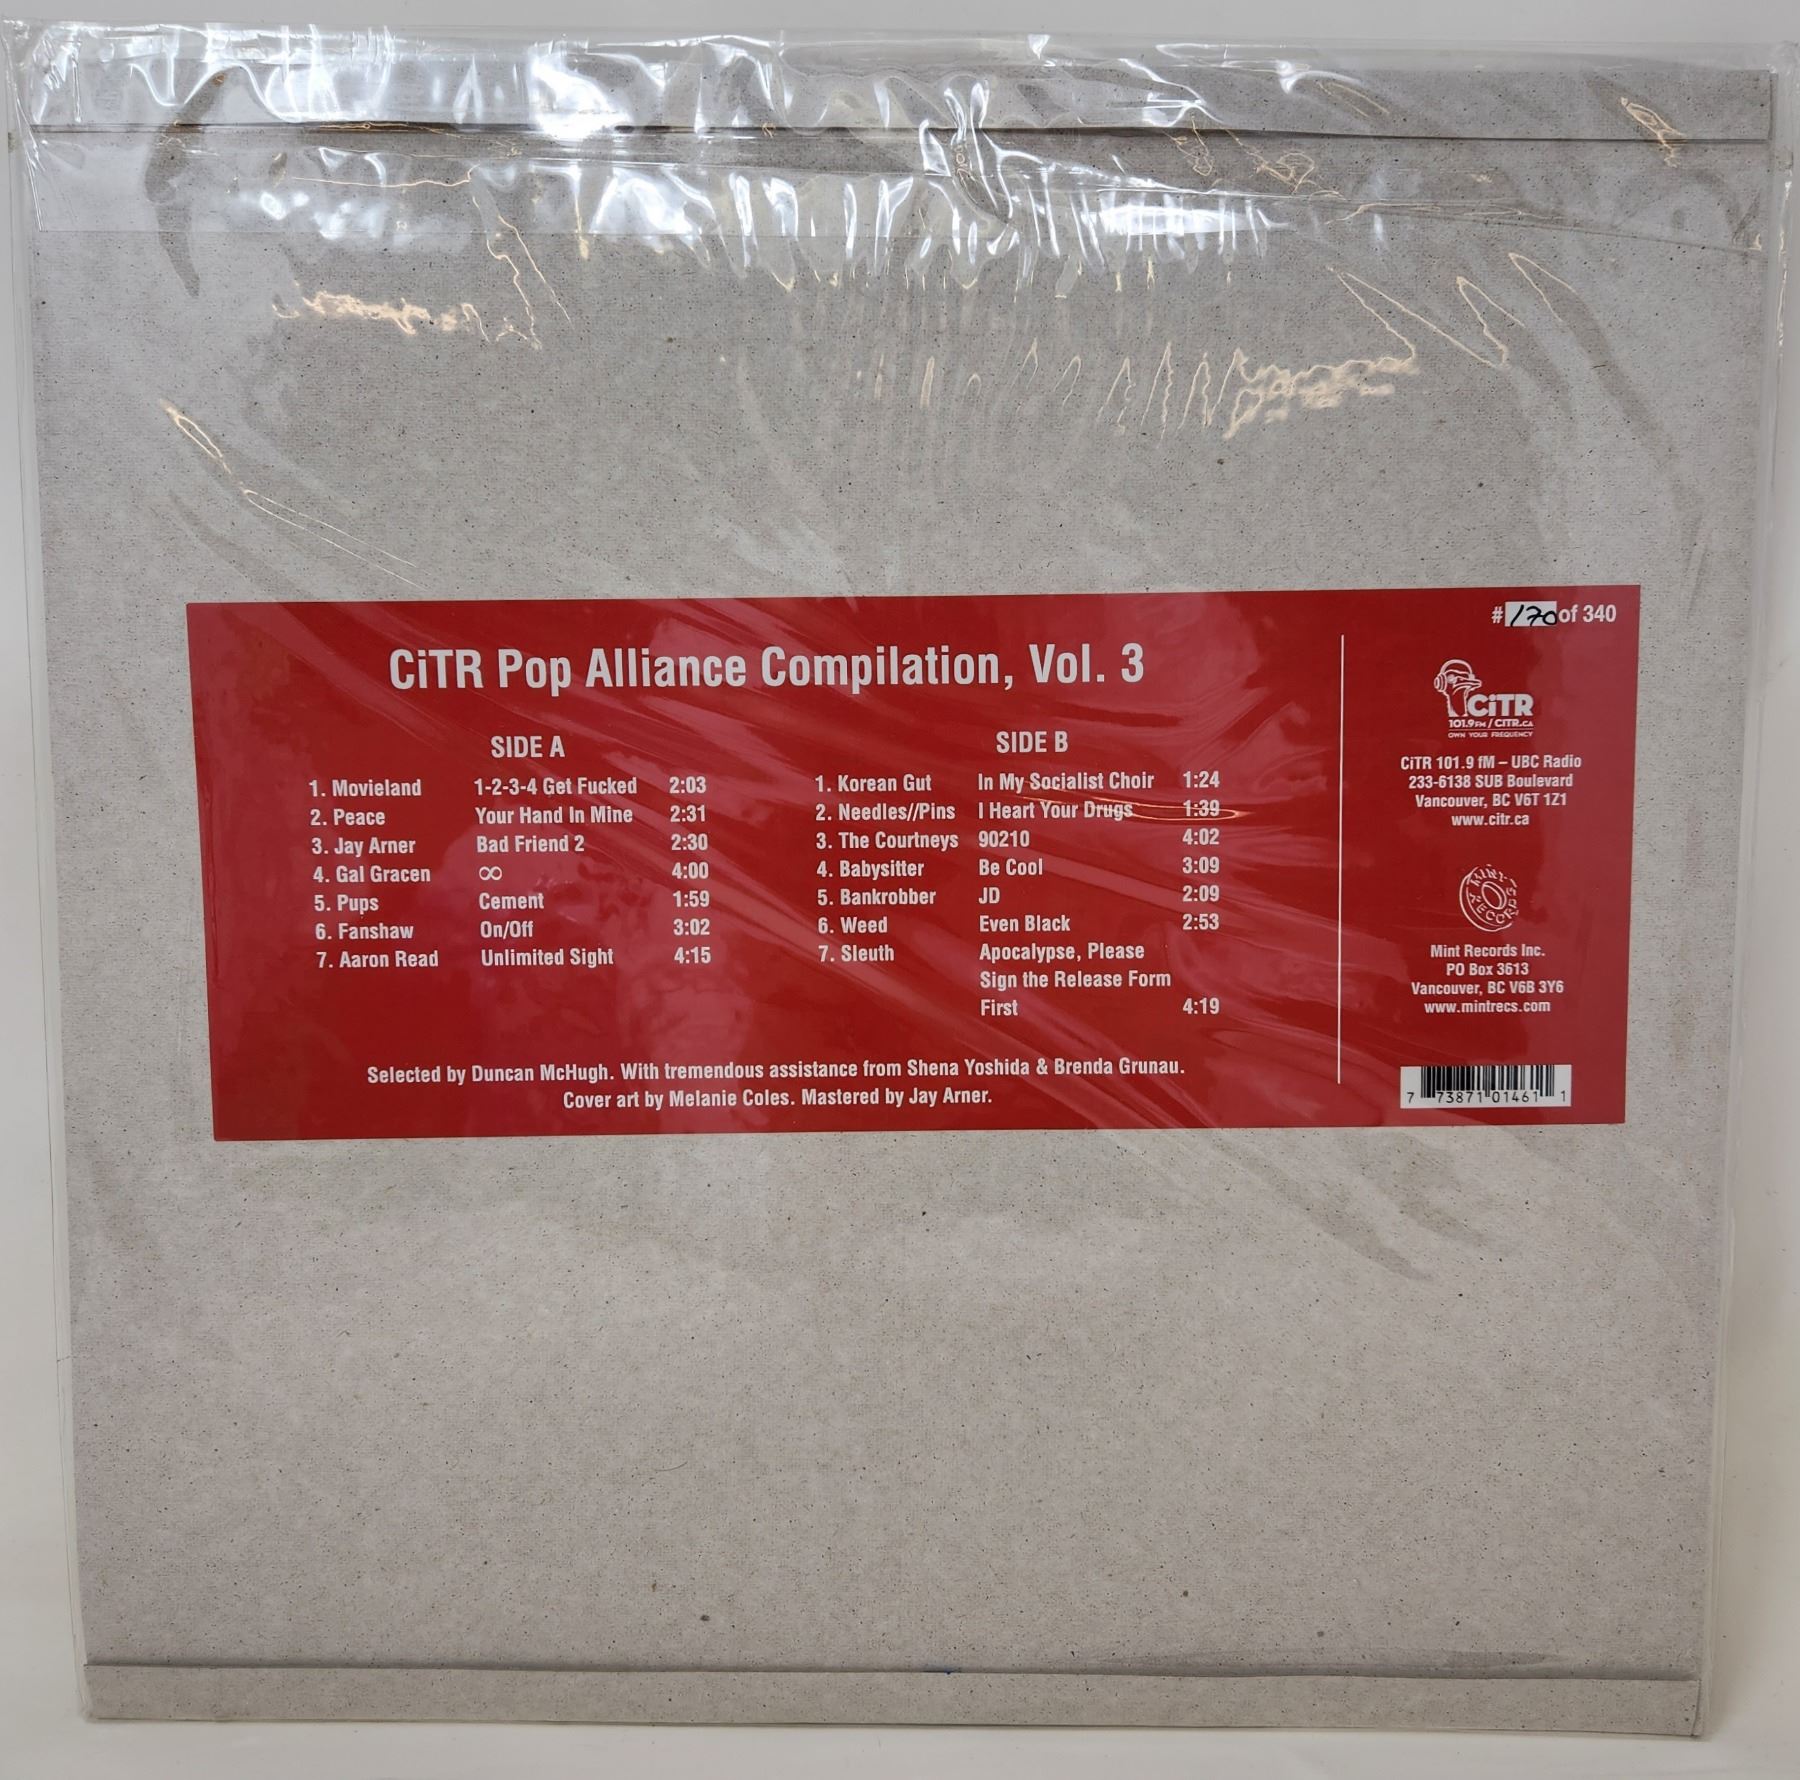 #170 of 340
CiTR Pop Alliance Compilation, Vol. 3
SIDE A
1. Movieland 1-2-3-4 Get Fucked 2:03
2. Peace Your Hand In Mine 2:31
3. Jay Arner Bad Friend 2 2:30
4. Gal Gracen ∞ 4:00
5. Pups Cement 1:59
6. Fanshaw On/Off 3:02
7. Aaron Read Unlimited Sight 4:15
SIDE B
1. Korean Gut In My Socialist Choir 1:24
2. Needles//Pins I Heart Your Drugs 1:39
3. The Courtneys 90210 4:02
4. Babysitter Be Cool 3:09
5. Bankrobber JD 2:09
6. Weed Even Black 2:53
7. Sleuth Apocalypse, Please
Sign the Release Form
First 4:19
Selected by Duncan McHugh. With tremendous assistance from Shena Yoshida & Brenda Grunau.
Cover art by Melanie Coles. Mastered by Jay Arner.
CiTR
101.9FM / CITR.CA
OWN YOUR FREQUENCY
CiTR 101.9 fM – UBC Radio
233-6138 SUB Boulevard
Vancouver, BC V6T 1Z1
www.citr.ca
MINT RECORDS
Mint Records Inc.
PO Box 3613
Vancouver, BC V6B 3Y6
www.mintrecs.com
7 73871 01461 1